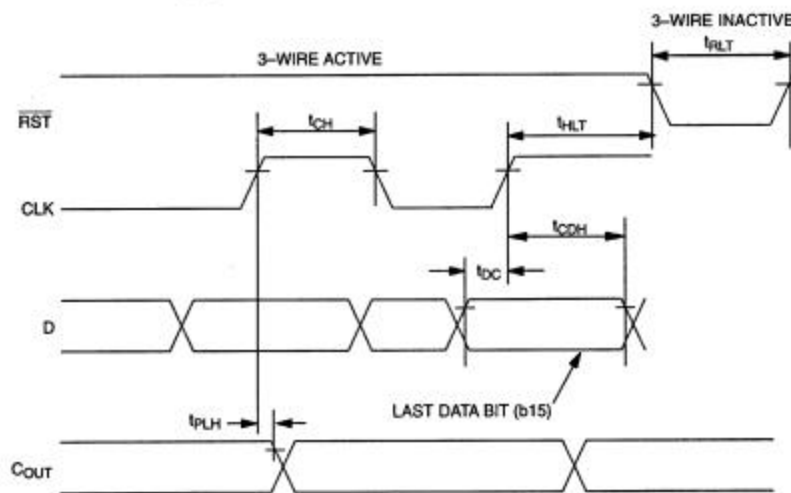 3–WIRE INACTIVE
tRLT
3–WIRE ACTIVE
RST
tCH
tHLT
CLK
tCDH
tDC
D
LAST DATA BIT (b15)
tPLH
COUT